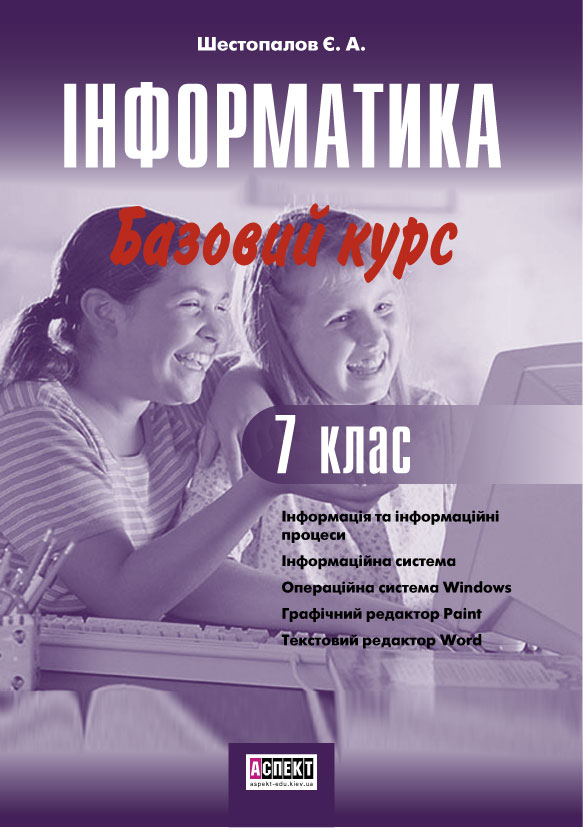 Шестопалов Є. А.
ІНФОРМАТИКА
Базовий курс
7 клас
Інформація та інформаційні
процеси
Інформаційна система
Операційна система Windows
Графічний редактор Paint
Текстовий редактор Word
АСПЕКТ
aspekt-edu.kiev.ua